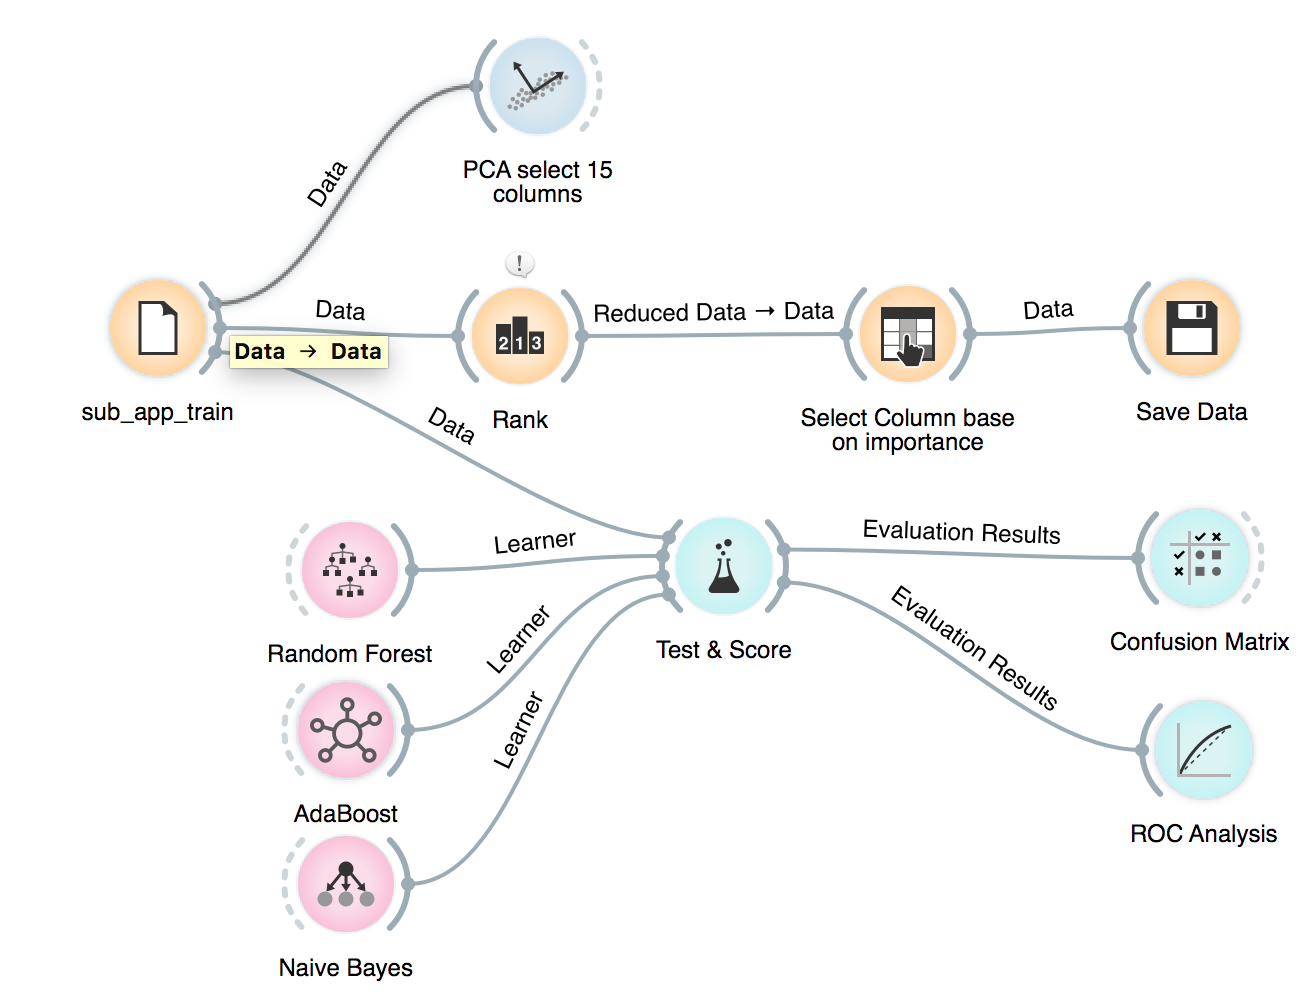 Data
PCA select 15
columns
!
sub_app_train
Data
Data → Data
213
Rank
Reduced Data → Data
Select Column base
on importance
Data
Save Data
Data
Learner
Random Forest
Learner
AdaBoost
Learner
Naive Bayes
Test & Score
Evaluation Results
Confusion Matrix
Evaluation Results
ROC Analysis